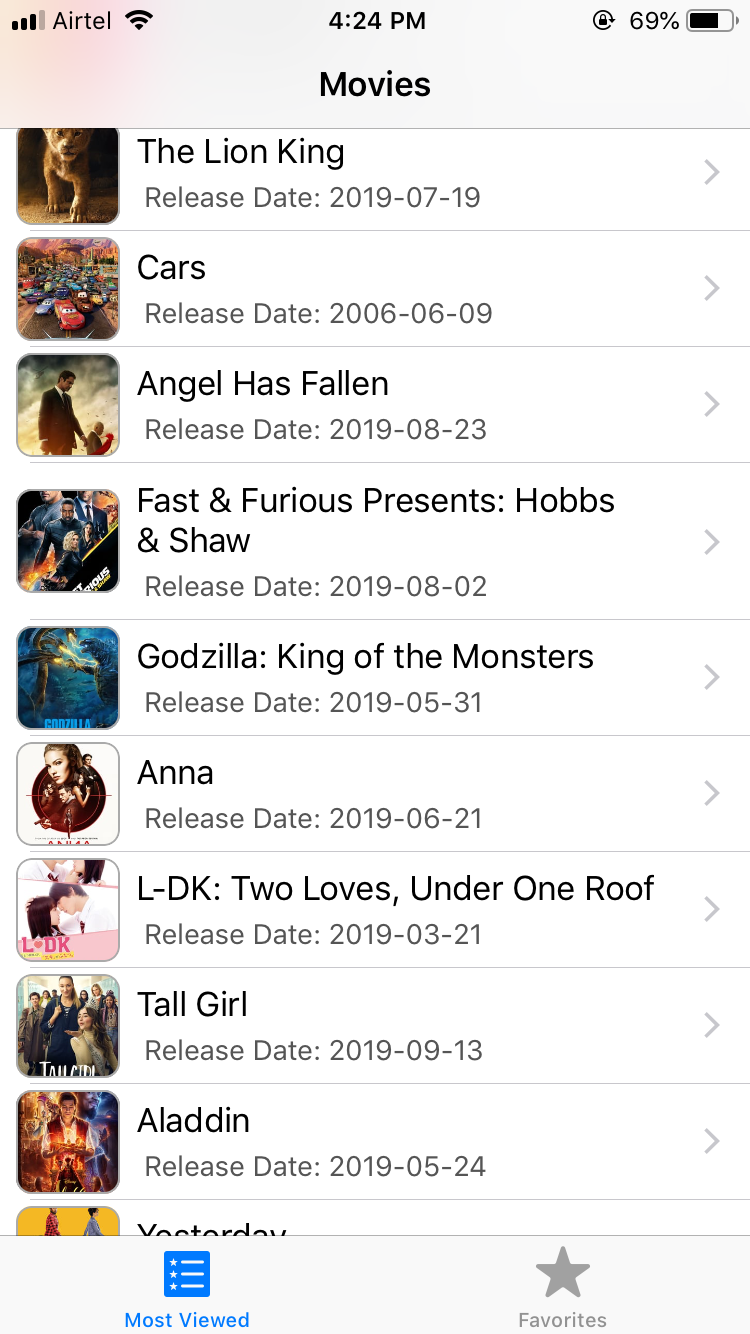 Airtel 4:24 PM 69%
Movies
The Lion King
Release Date: 2019-07-19
Cars
Release Date: 2006-06-09
Angel Has Fallen
Release Date: 2019-08-23
Fast & Furious Presents: Hobbs
& Shaw
Release Date: 2019-08-02
GODZILLA
Godzilla: King of the Monsters
Release Date: 2019-05-31
Anna
Release Date: 2019-06-21
L-DK: Two Loves, Under One Roof
Release Date: 2019-03-21
L♥DK
Tall Girl
Release Date: 2019-09-13
TALL GIRL
Aladdin
Release Date: 2019-05-24
Yesterday
Most Viewed Favorites